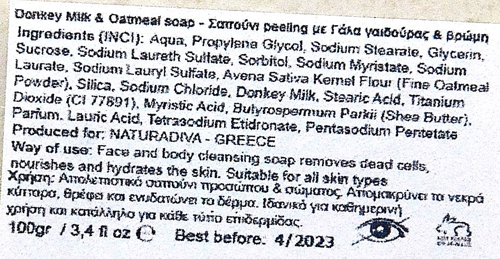 Donkey Milk & Oatmeal soap - Σαπούνι peeling με Γάλα γαϊδούρας & βρώμη
Ingredients (INCI): Aqua, Propylene Glycol, Sodium Stearate, Glycerin,
Sucrose, Sodium Laureth Sulfate, Sorbitol, Sodium Myristate, Sodium
Laurate, Sodium Lauryl Sulfate, Avena Sativa Kernel Flour (Fine Oatmeal
Powder), Silica, Sodium Chloride, Donkey Milk, Stearic Acid, Titanium
Dioxide (CI 77891), Myristic Acid, Butyrospermum Parkii (Shea Butter),
Parfum, Lauric Acid, Tetrasodium Etidronate, Pentasodium Pentetate
Produced for: NATURADIVA - GREECE
Way of use: Face and body cleansing soap removes dead cells,
nourishes and hydrates the skin. Suitable for all skin types
Χρήση: Απολεπιστικό σαπούνι προσώπου & σώματος. Απομακρύνει τα νεκρά
κύτταρα, θρέφει και ενυδατώνει το δέρμα. Ιδανικό για καθημερινή
χρήση και κατάλληλο για κάθε τύπο επιδερμίδας.
100gr / 3,4 fl oz ℮ Best before: 4/2023